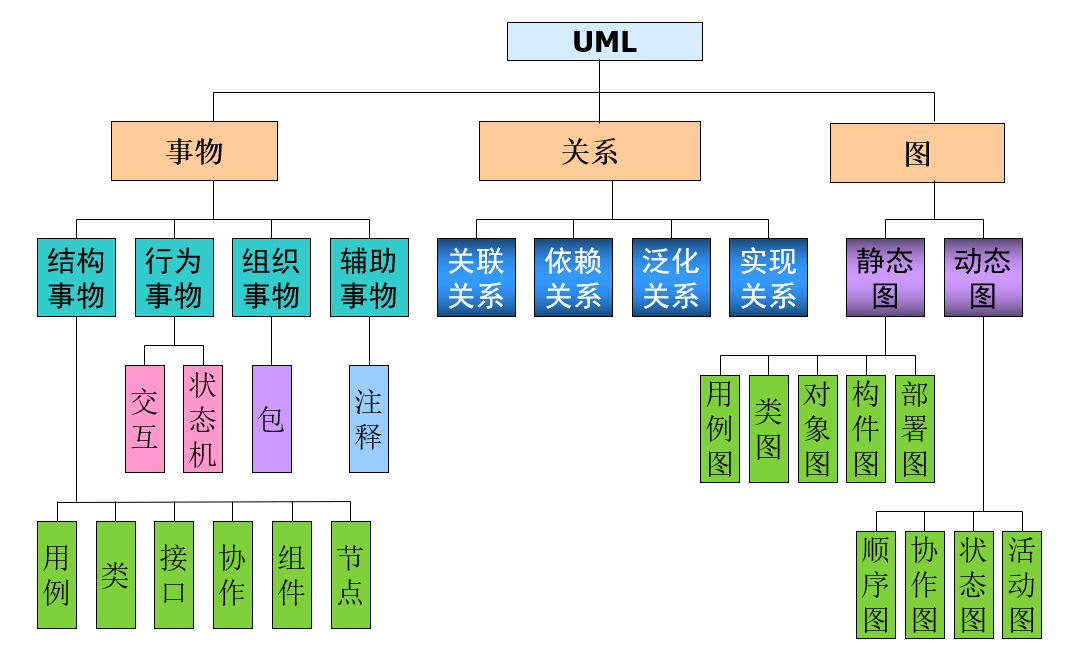 UML
事物
关系
图
结构
事物
行为
事物
组织
事物
辅助
事物
关联
关系
依赖
关系
泛化
关系
实现
关系
静态
图
动态
图
交
互
状
态
机
包
注
释
用
例
图
类
图
对
象
图
构
件
图
部
署
图
用
例
类
接
口
协
作
组
件
节
点
顺
序
图
协
作
图
状
态
图
活
动
图